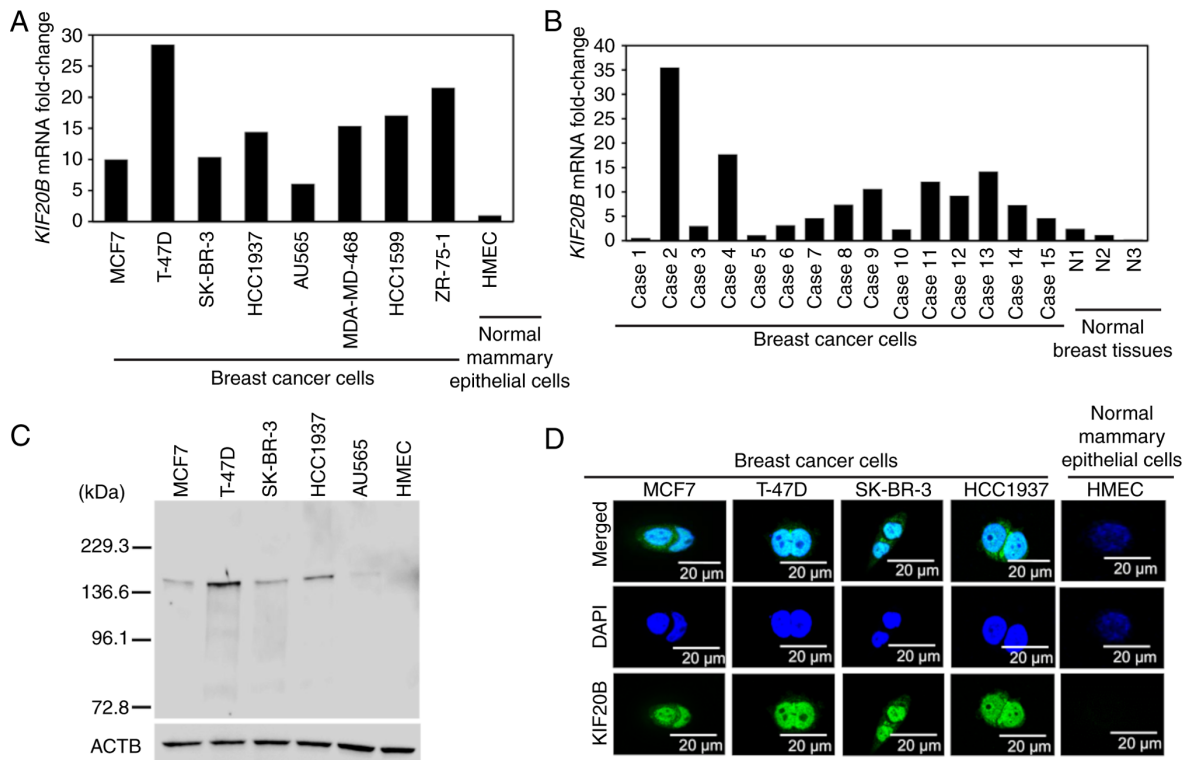 A
KIF20B mRNA fold-change
30
25
20
15
10
5
0
MCF7
T-47D
SK-BR-3
HCC1937
AU565
MDA-MD-468
HCC1599
ZR-75-1
HMEC
Normal
mammary
epithelial cells
Breast cancer cells
B
KIF20B mRNA fold-change
40
35
30
25
20
15
10
5
0
Case 1
Case 2
Case 3
Case 4
Case 5
Case 6
Case 7
Case 8
Case 9
Case 10
Case 11
Case 12
Case 13
Case 14
Case 15
N1
N2
N3
Breast cancer cells
Normal
breast tissues
C
(kDa)
MCF7
T-47D
SK-BR-3
HCC1937
AU565
HMEC
229.3
136.6
96.1
72.8
ACTB
D
Breast cancer cells
Normal
mammary
epithelial cells
MCF7 T-47D SK-BR-3 HCC1937 HMEC
Merged
20 µm 20 µm 20 µm 20 µm 20 µm
DAPI
20 µm 20 µm 20 µm 20 µm 20 µm
KIF20B
20 µm 20 µm 20 µm 20 µm 20 µm